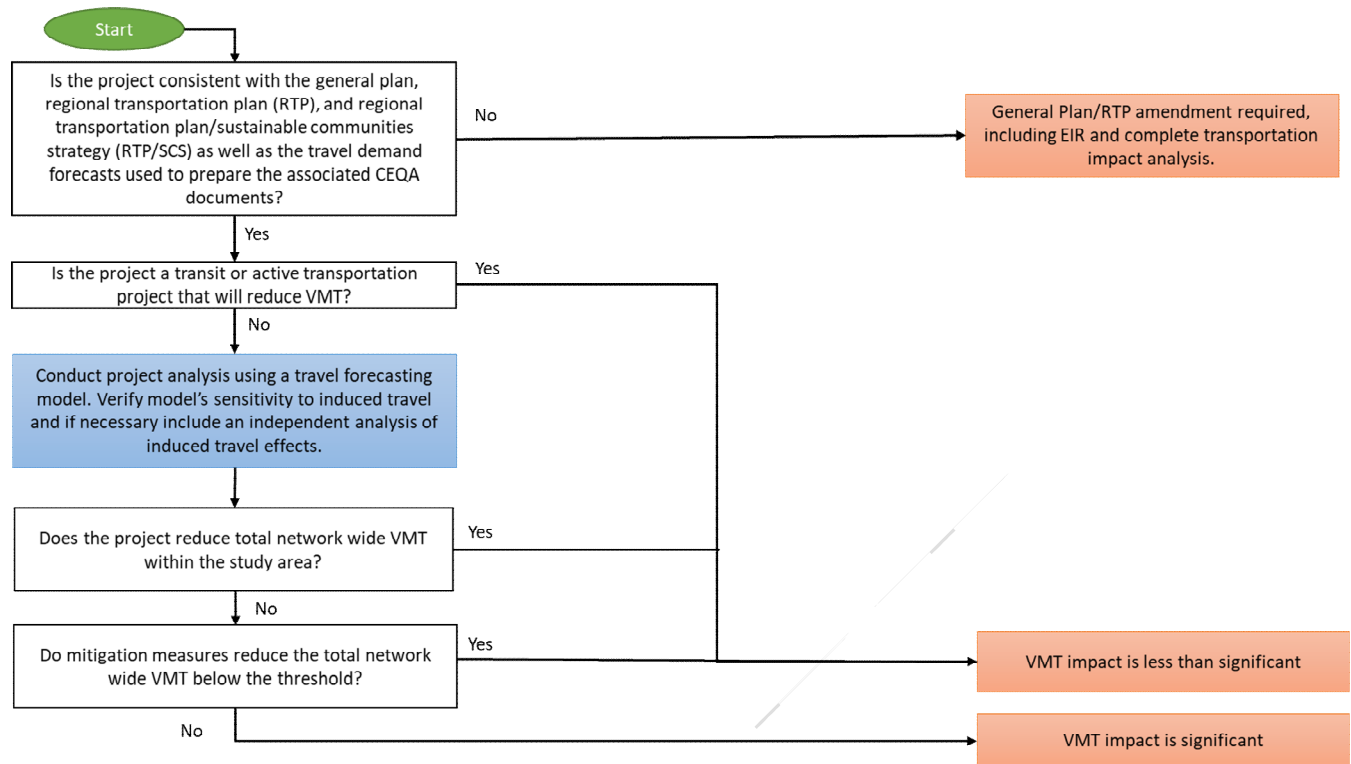 Start
Is the project consistent with the general plan,
regional transportation plan (RTP), and regional
transportation plan/sustainable communities
strategy (RTP/SCS) as well as the travel demand
forecasts used to prepare the associated CEQA
documents?
No
General Plan/RTP amendment required,
including EIR and complete transportation
impact analysis.
Yes
Is the project a transit or active transportation
project that will reduce VMT?
Yes
No
Conduct project analysis using a travel forecasting
model. Verify model’s sensitivity to induced travel
and if necessary include an independent analysis of
induced travel effects.
Does the project reduce total network wide VMT
within the study area?
Yes
No
Do mitigation measures reduce the total network
wide VMT below the threshold?
Yes
VMT impact is less than significant
No
VMT impact is significant